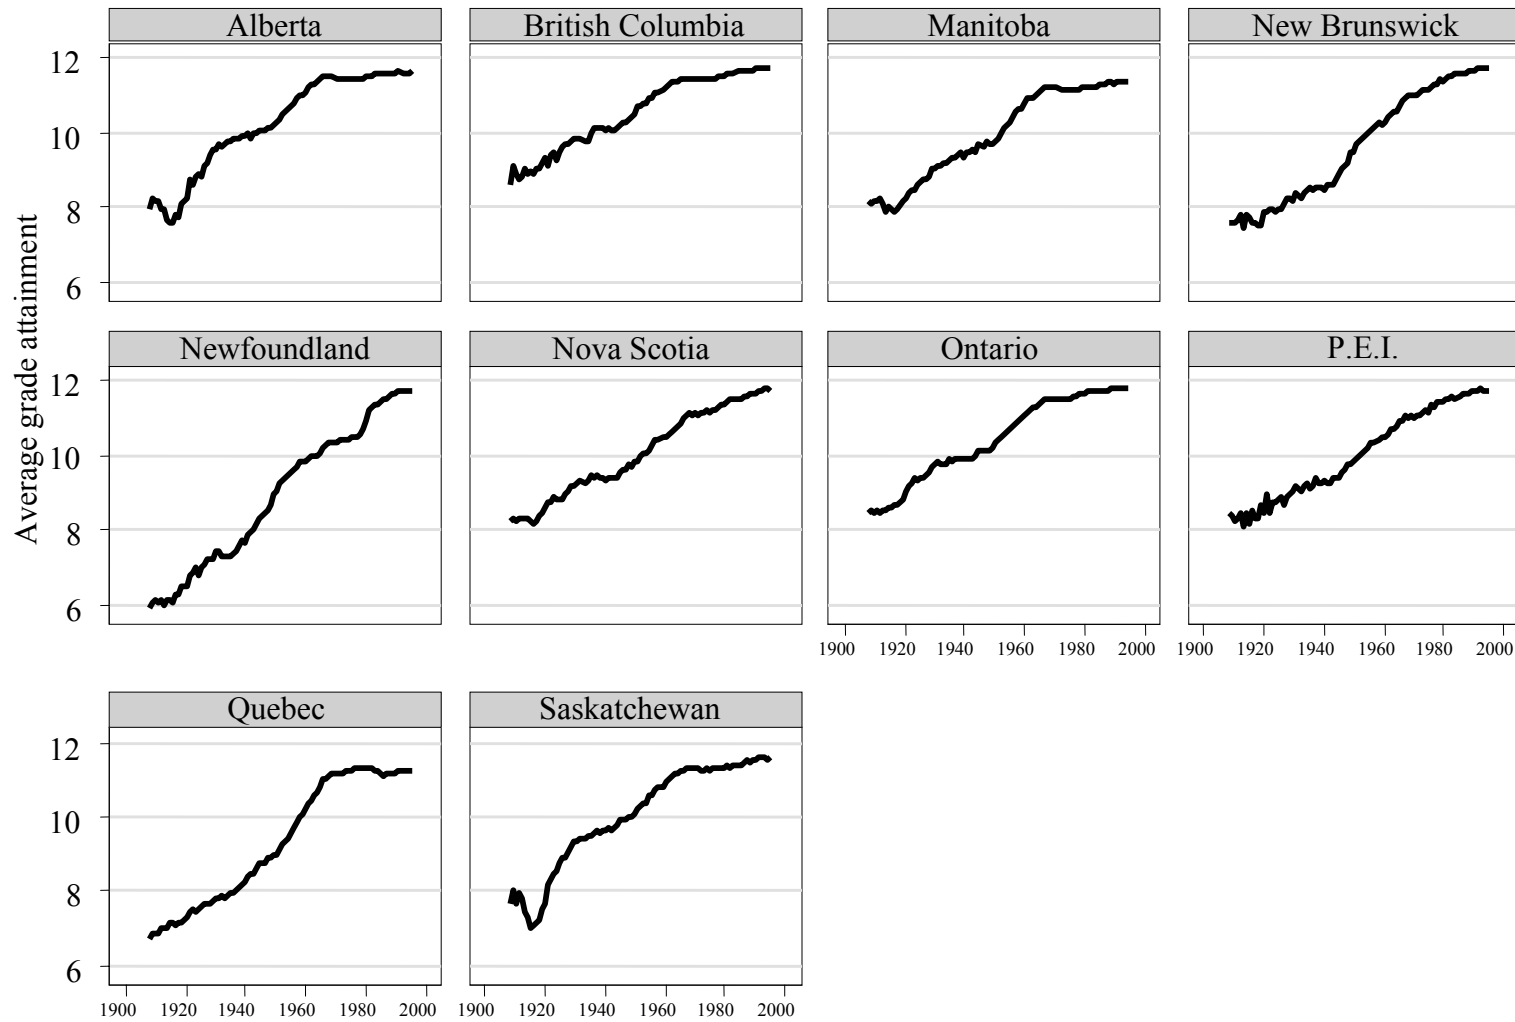 Alberta British Columbia Manitoba New Brunswick
12
10
8
6
Average grade attainment
Newfoundland Nova Scotia Ontario P.E.I.
12
10
8
6
1900 1920 1940 1960 1980 2000 1900 1920 1940 1960 1980 2000
Quebec Saskatchewan
12
10
8
6
1900 1920 1940 1960 1980 2000 1900 1920 1940 1960 1980 2000